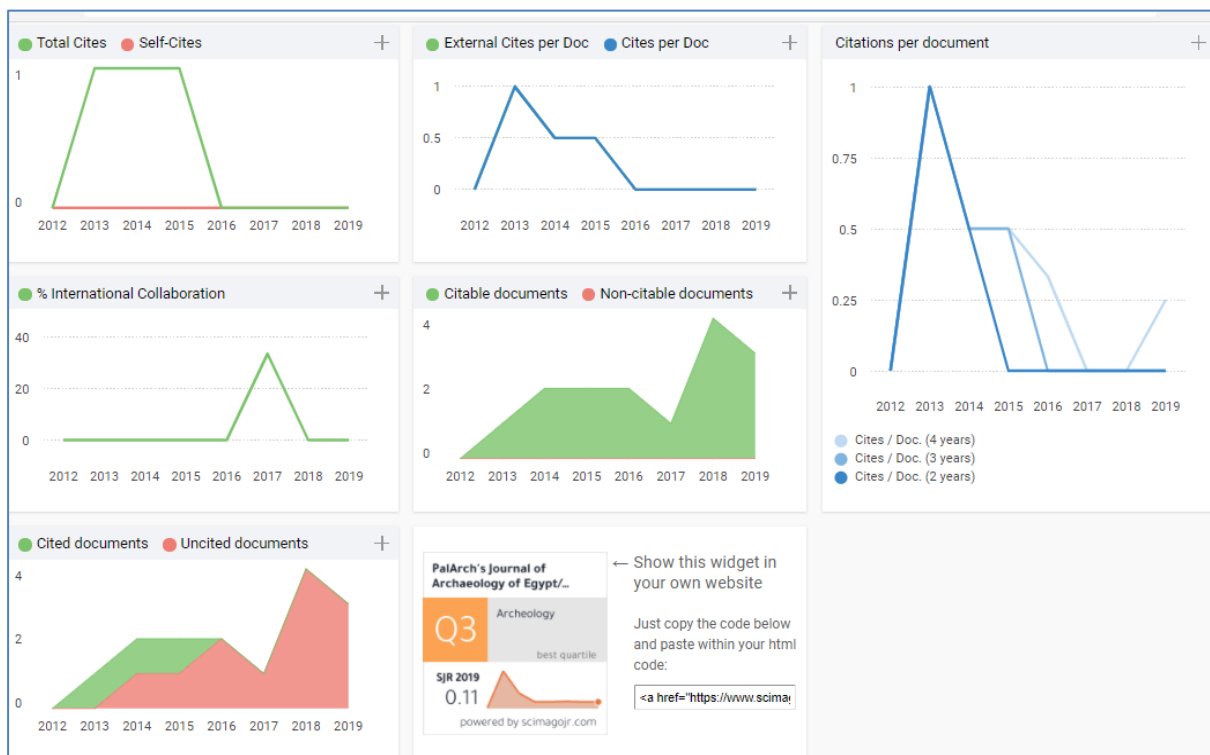 Total Cites Self-Cites
1
0
2012 2013 2014 2015 2016 2017 2018 2019
External Cites per Doc Cites per Doc
1
0.5
0
2012 2013 2014 2015 2016 2017 2018 2019
Citations per document
1
0.75
0.5
0.25
0
2012 2013 2014 2015 2016 2017 2018 2019
Cites / Doc. (4 years)
Cites / Doc. (3 years)
Cites / Doc. (2 years)
% International Collaboration
40
20
0
2012 2013 2014 2015 2016 2017 2018 2019
Citable documents Non-citable documents
4
2
0
2012 2013 2014 2015 2016 2017 2018 2019
Cited documents Uncited documents
4
2
0
2012 2013 2014 2015 2016 2017 2018 2019
PalArch's Journal of
Archaeology of Egypt/...
Q3
Archeology
best quartile
SJR 2019
0.11
powered by scimagojr.com
← Show this widget in
your own website
Just copy the code below
and paste within your html
code:
<a href="https://www.scimag